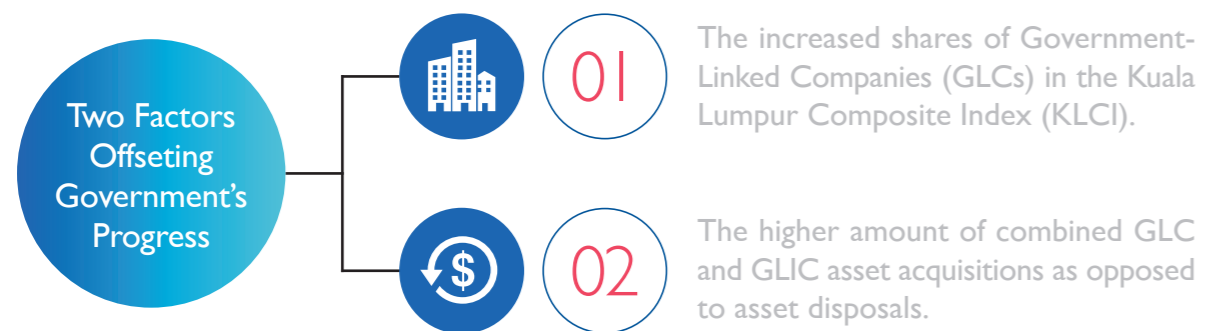 Two Factors
Offseting
Government's
Progress
01
The increased shares of Government-
Linked Companies (GLCs) in the Kuala
Lumpur Composite Index (KLCI).
$
02
The higher amount of combined GLC
and GLIC asset acquisitions as opposed
to asset disposals.